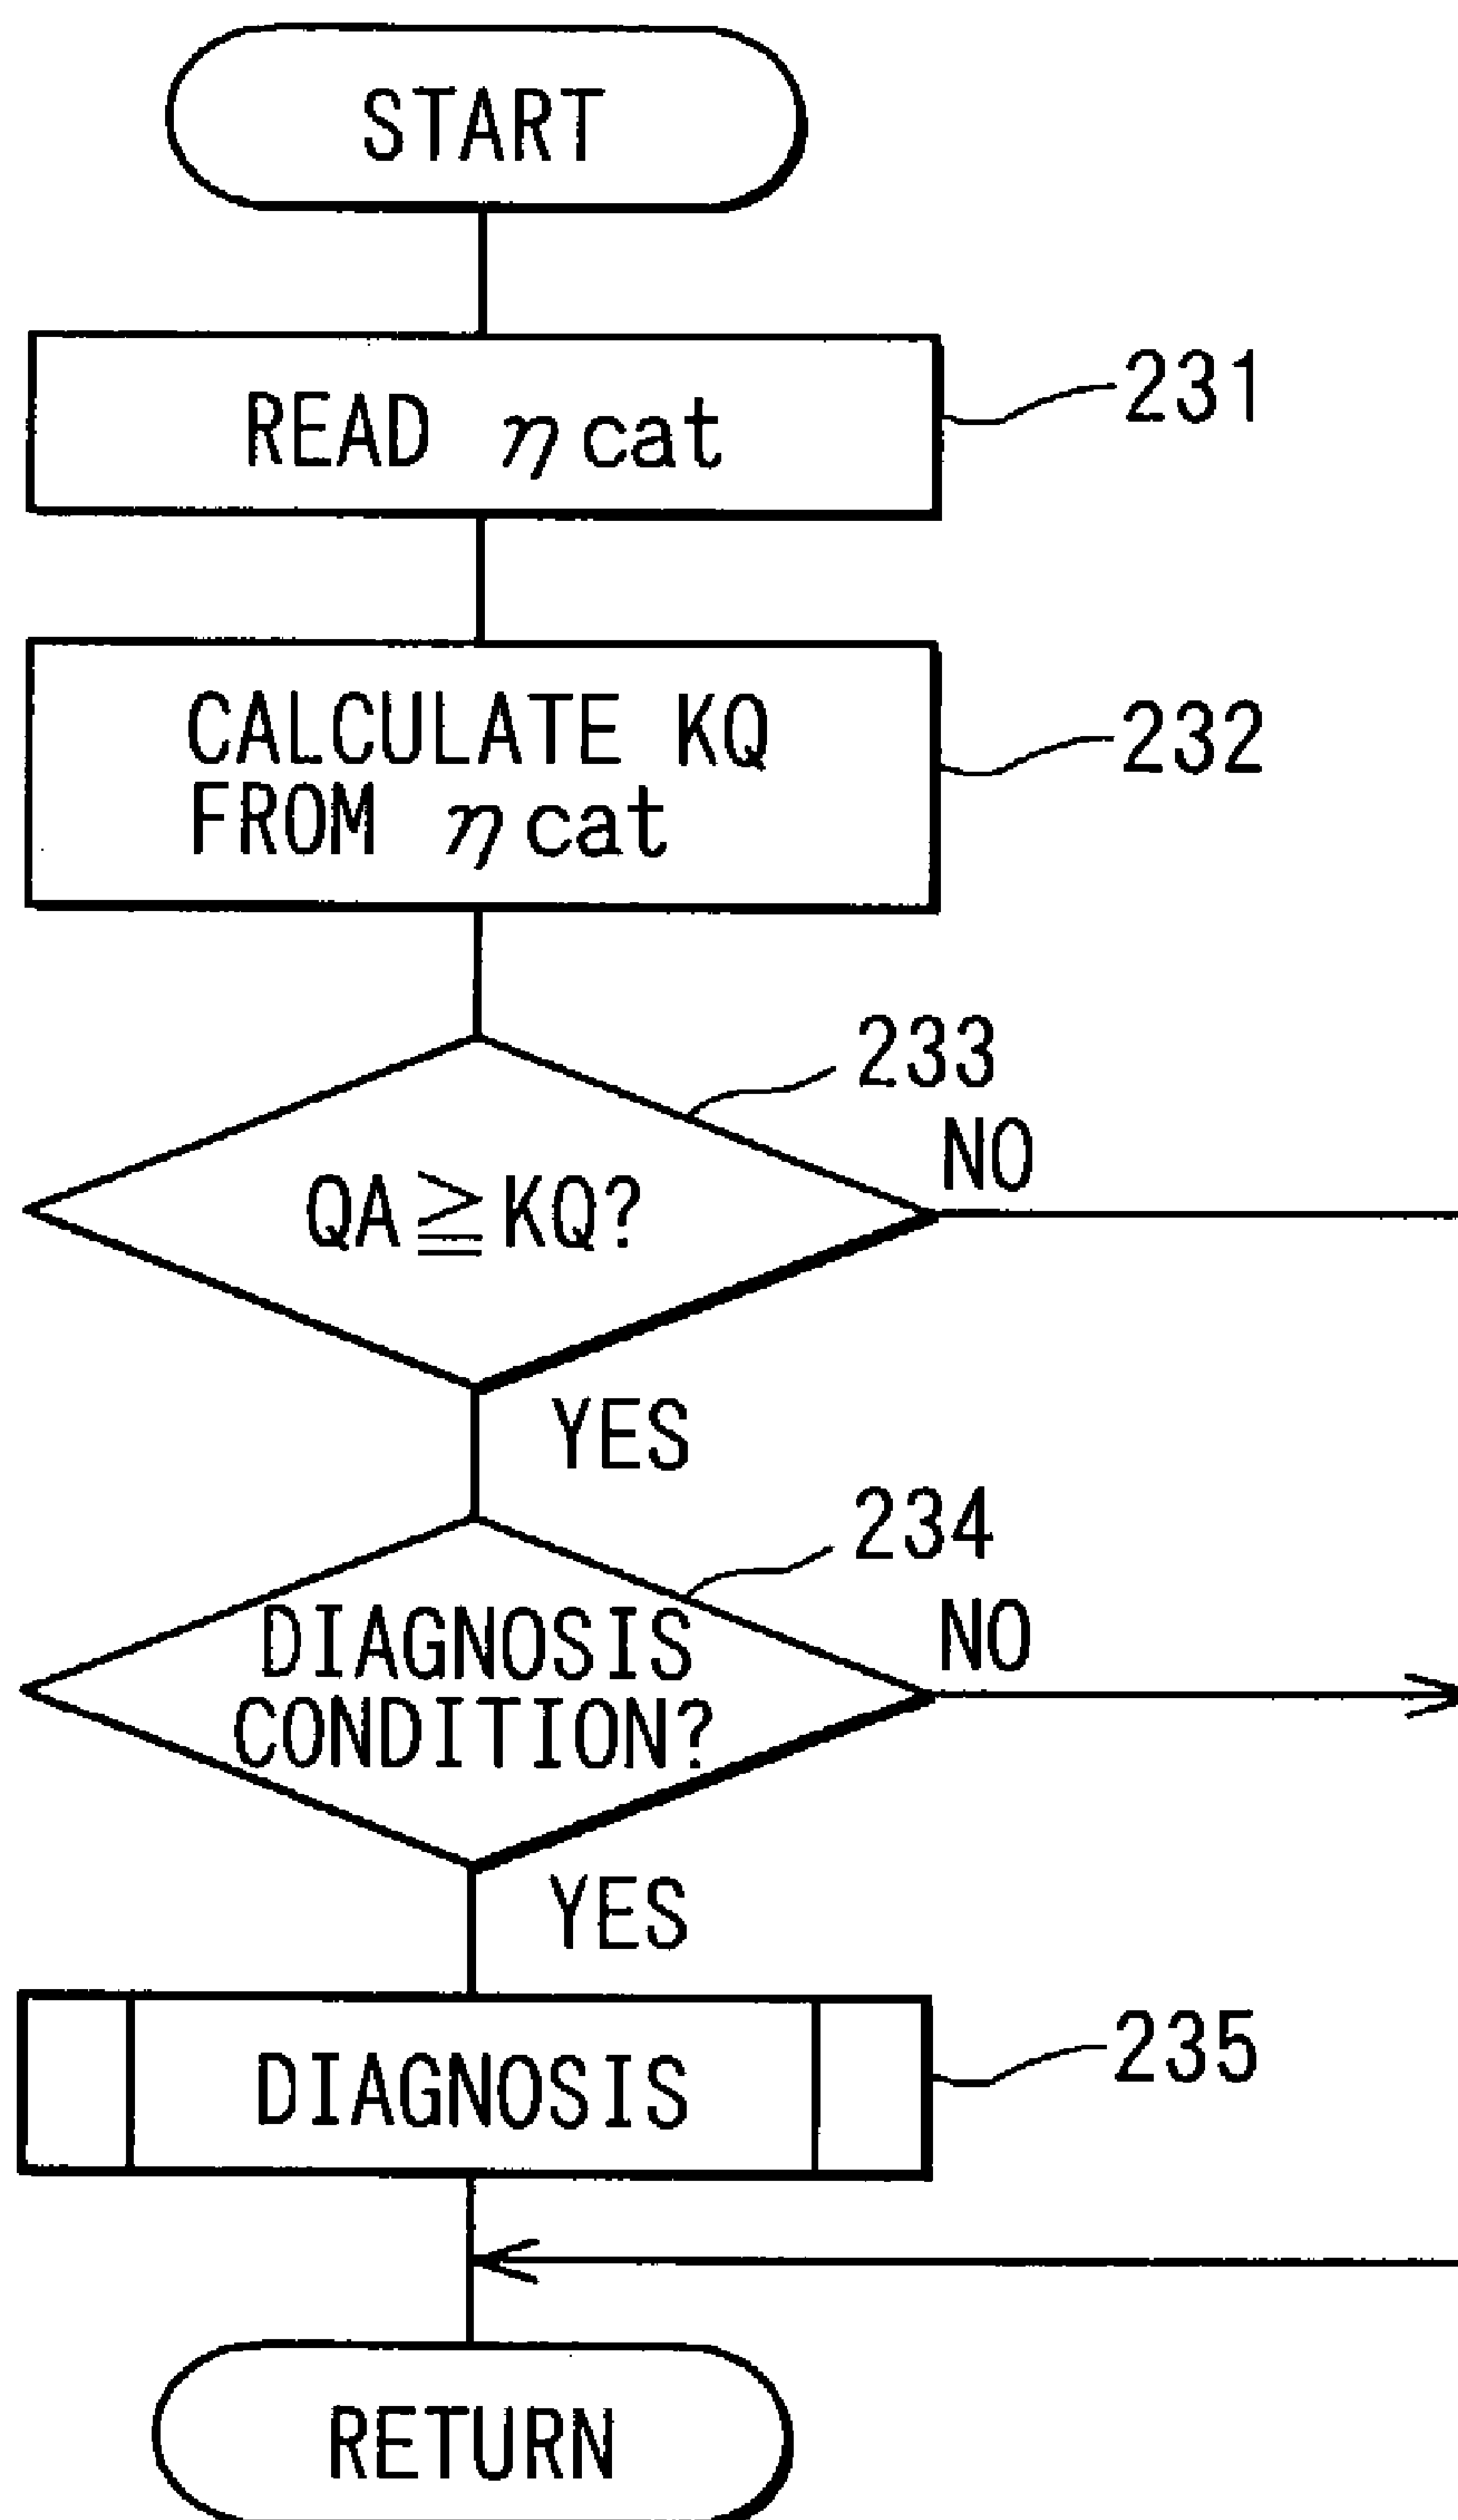 START
READ ηcat
231
CALCULATE KQ
FROM ηcat
232
233
QA≧KQ?
NO
YES
234
DIAGNOSIS
CONDITION?
NO
YES
DIAGNOSIS
235
RETURN